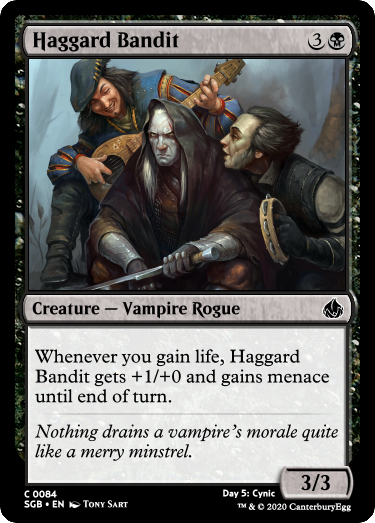 Haggard Bandit 3
Creature — Vampire Rogue
Whenever you gain life, Haggard
Bandit gets +1/+0 and gains menace
until end of turn.
Nothing drains a vampire's morale quite
like a merry minstrel.
3/3
C 0084
SGB • EN Tony Sart
Day 5: Cynic
™ & © 2020 CanterburyEgg